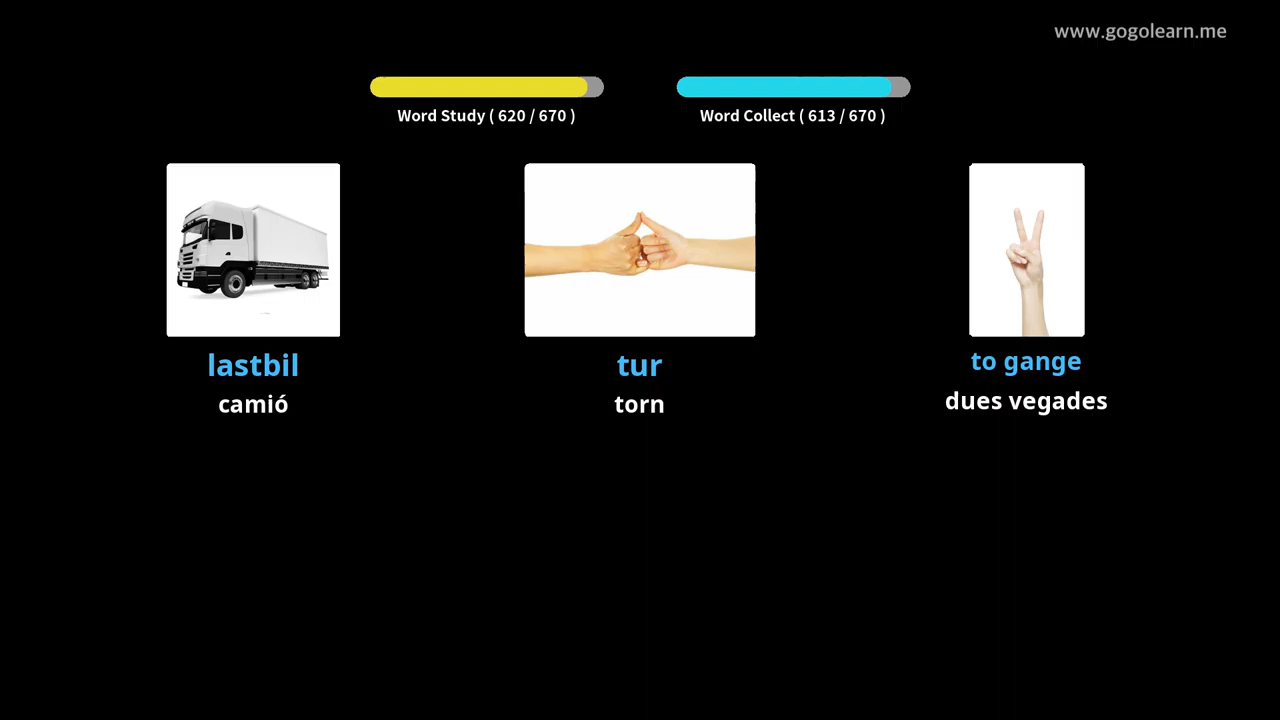 www.gogolearn.me
Word Study ( 620 / 670 )
Word Collect ( 613 / 670 )
lastbil
camió
tur
torn
to gange
dues vegades